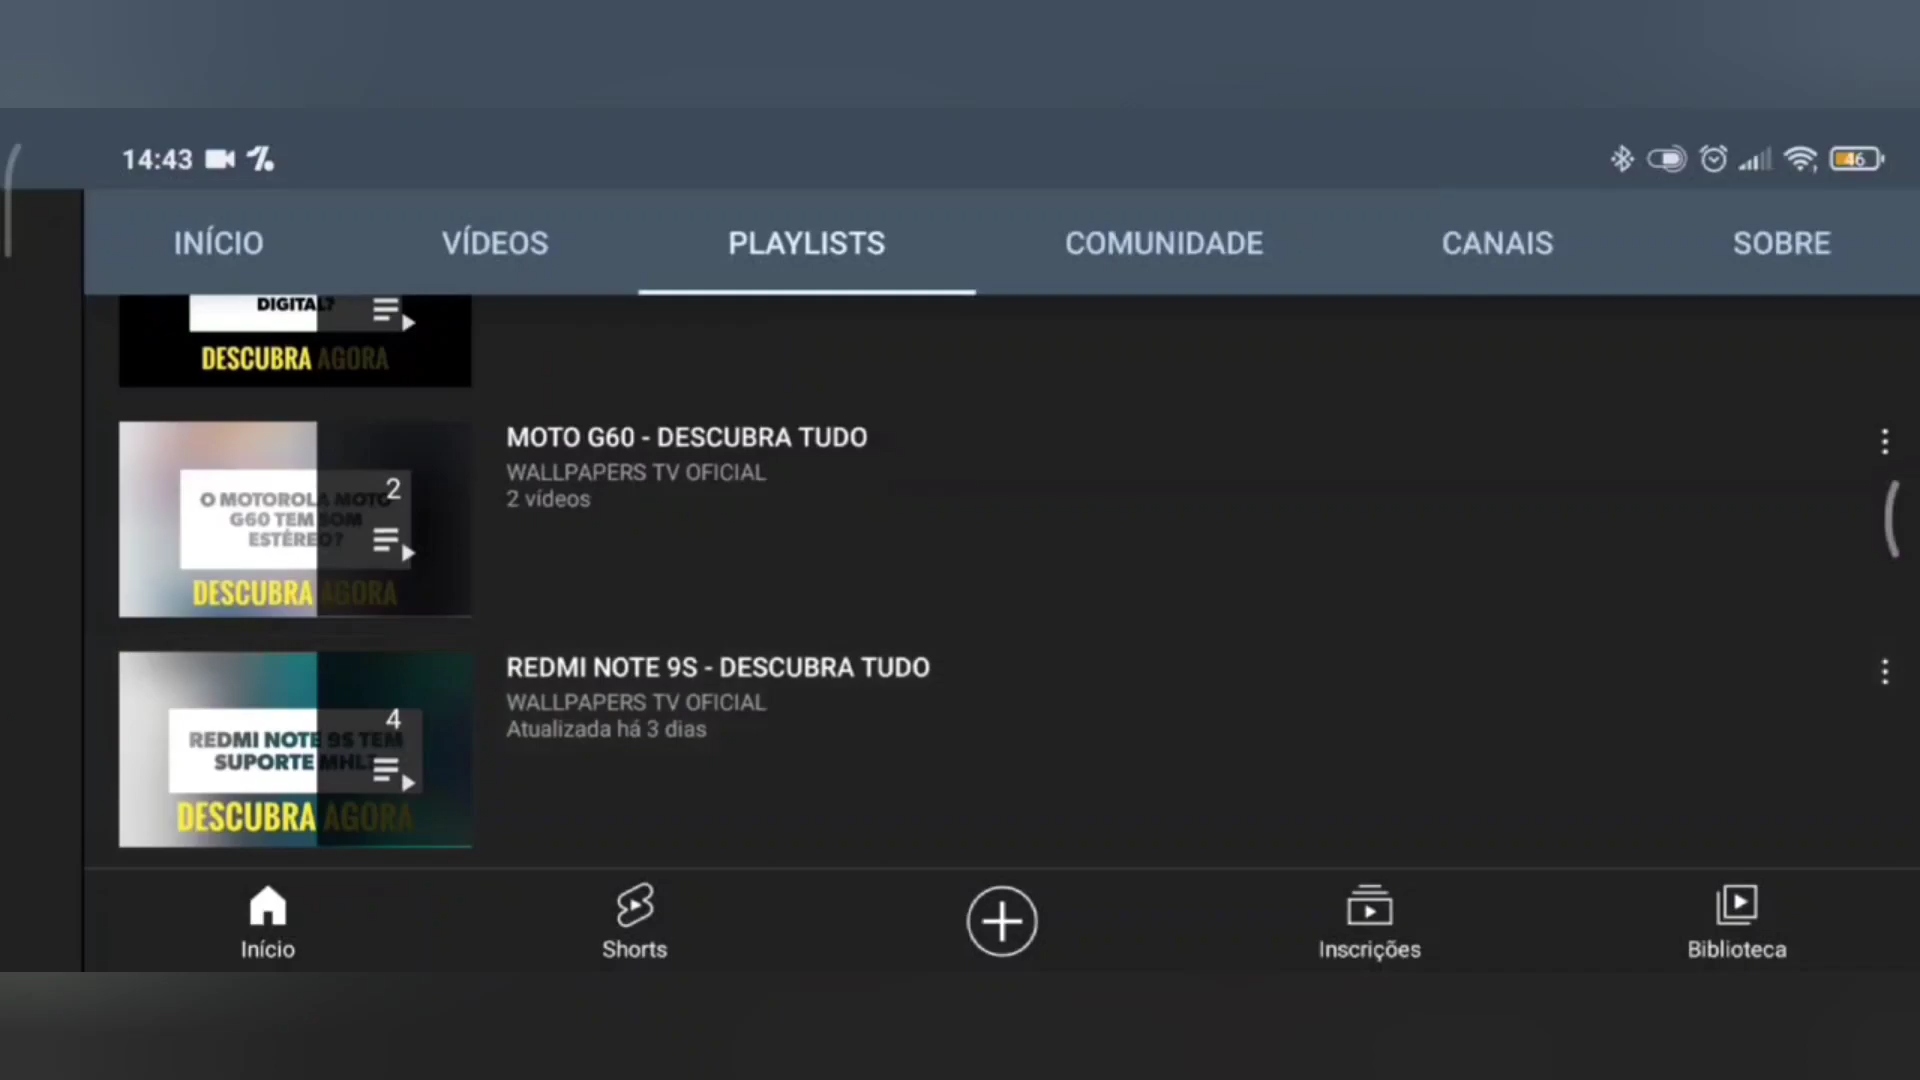 14:43
46
INÍCIO VÍDEOS PLAYLISTS COMUNIDADE CANAIS SOBRE
DIGITAL?
DESCUBRA AGORA
2
O MOTOROLA MOTO
G60 TEM SOM
ESTÉREO?
DESCUBRA AGORA
MOTO G60 - DESCUBRA TUDO
WALLPAPERS TV OFICIAL
2 vídeos
4
REDMI NOTE 9S TEM
SUPORTE MHL?
DESCUBRA AGORA
REDMI NOTE 9S - DESCUBRA TUDO
WALLPAPERS TV OFICIAL
Atualizada há 3 dias
Início Shorts Inscrições Biblioteca